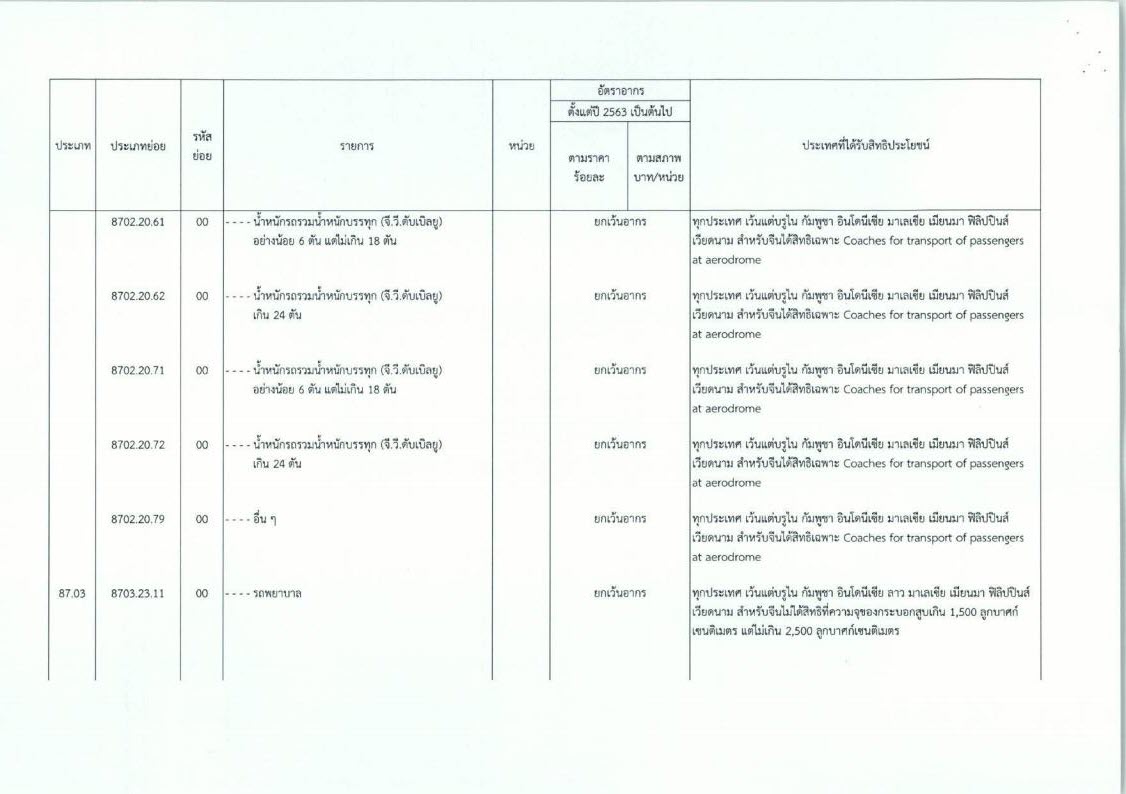 อัตราอากร
ตั้งแต่ปี 2563 เป็นต้นไป
ประเภท ประเภทย่อย รหัสย่อย รายการ หน่วย ตามราคา ร้อยละ ตามสภาพ บาท/หน่วย ประเทศที่ได้รับสิทธิประโยชน์
8702.20.61 00 - - - - น้ำหนักรถรวมน้ำหนักบรรทุก (จี.วี.ดับเบิลยู) ยกเว้นอากร ทุกประเทศ เว้นแต่บรูไน กัมพูชา อินโดนีเซีย มาเลเซีย เมียนมา ฟิลิปปินส์
อย่างน้อย 6 ตัน แต่ไม่เกิน 18 ตัน เวียดนาม สำหรับจีนได้สิทธิเฉพาะ Coaches for transport of passengers
at aerodrome
8702.20.62 00 - - - - น้ำหนักรถรวมน้ำหนักบรรทุก (จี.วี.ดับเบิลยู) ยกเว้นอากร ทุกประเทศ เว้นแต่บรูไน กัมพูชา อินโดนีเซีย มาเลเซีย เมียนมา ฟิลิปปินส์
เกิน 24 ตัน เวียดนาม สำหรับจีนได้สิทธิเฉพาะ Coaches for transport of passengers
at aerodrome
8702.20.71 00 - - - - น้ำหนักรถรวมน้ำหนักบรรทุก (จี.วี.ดับเบิลยู) ยกเว้นอากร ทุกประเทศ เว้นแต่บรูไน กัมพูชา อินโดนีเซีย มาเลเซีย เมียนมา ฟิลิปปินส์
อย่างน้อย 6 ตัน แต่ไม่เกิน 18 ตัน เวียดนาม สำหรับจีนได้สิทธิเฉพาะ Coaches for transport of passengers
at aerodrome
8702.20.72 00 - - - - น้ำหนักรถรวมน้ำหนักบรรทุก (จี.วี.ดับเบิลยู) ยกเว้นอากร ทุกประเทศ เว้นแต่บรูไน กัมพูชา อินโดนีเซีย มาเลเซีย เมียนมา ฟิลิปปินส์
เกิน 24 ตัน เวียดนาม สำหรับจีนได้สิทธิเฉพาะ Coaches for transport of passengers
at aerodrome
8702.20.79 00 - - - - อื่น ๆ ยกเว้นอากร ทุกประเทศ เว้นแต่บรูไน กัมพูชา อินโดนีเซีย มาเลเซีย เมียนมา ฟิลิปปินส์
เวียดนาม สำหรับจีนได้สิทธิเฉพาะ Coaches for transport of passengers
at aerodrome
87.03 8703.23.11 00 - - - - รถพยาบาล ยกเว้นอากร ทุกประเทศ เว้นแต่บรูไน กัมพูชา อินโดนีเซีย ลาว มาเลเซีย เมียนมา ฟิลิปปินส์
เวียดนาม สำหรับจีนไม่ได้สิทธิที่ความจุของกระบอกสูบเกิน 1,500 ลูกบาศก์
เซนติเมตร แต่ไม่เกิน 2,500 ลูกบาศก์เซนติเมตร